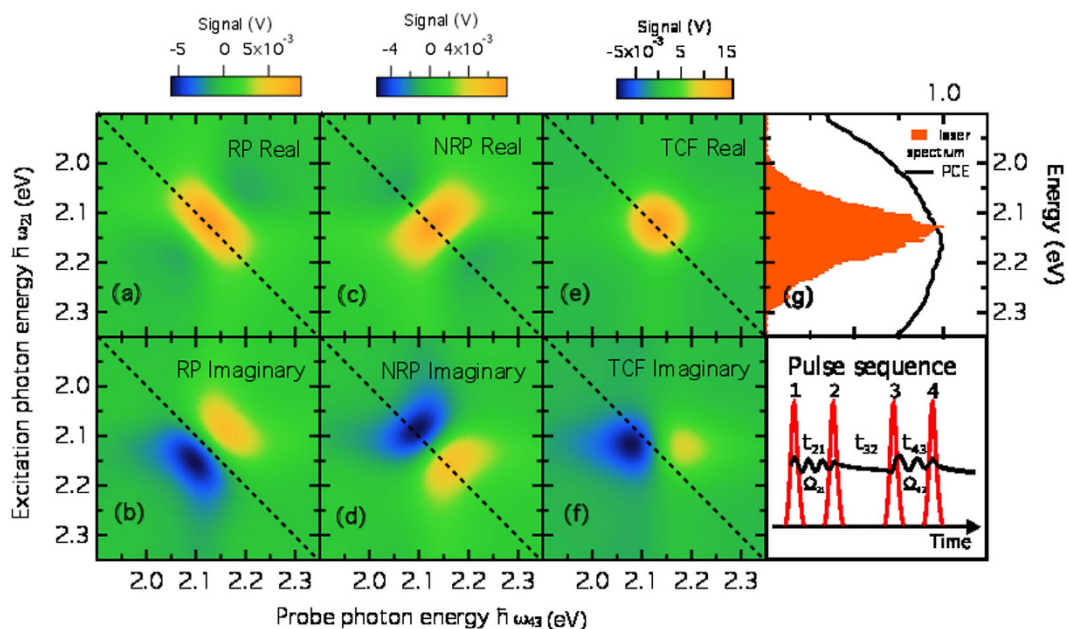 Signal (V)
-5 0 5x10⁻³
Signal (V)
-4 0 4x10⁻³
Signal (V)
-5x10⁻³ 5 15
1.0
RP Real
NRP Real
TCF Real
laser
spectrum
PCE
2.0
2.1
2.2
2.3
(a)
(c)
(e)
(g)
2.0
2.1
2.2
2.3
Energy (eV)
Excitation photon energy ħ ω₂₁ (eV)
RP Imaginary
NRP Imaginary
TCF Imaginary
2.0
2.1
2.2
2.3
(b)
(d)
(f)
Pulse sequence
1 2 3 4
t₂₁ t₃₂ t₄₃
Ω₂₁ Ω₄₃
Time
2.0 2.1 2.2 2.3
2.0 2.1 2.2 2.3
2.0 2.1 2.2 2.3
Probe photon energy ħ ω₄₃ (eV)